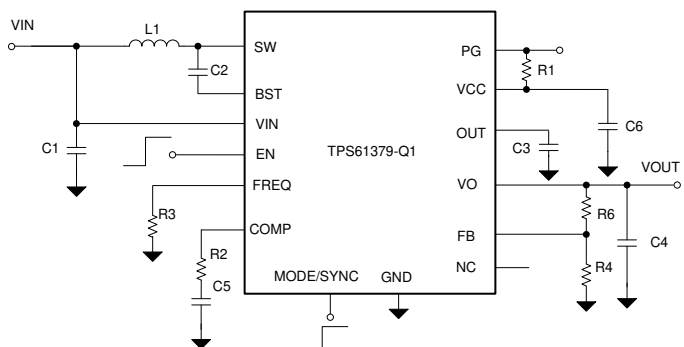 VIN
L1
SW
PG
R1
C2
VCC
BST
VIN
OUT
C6
C1
TPS61379-Q1
C3
EN
VOUT
FREQ
VO
R3
R6
COMP
FB
C4
R2
R4
MODE/SYNC
GND
NC
C5